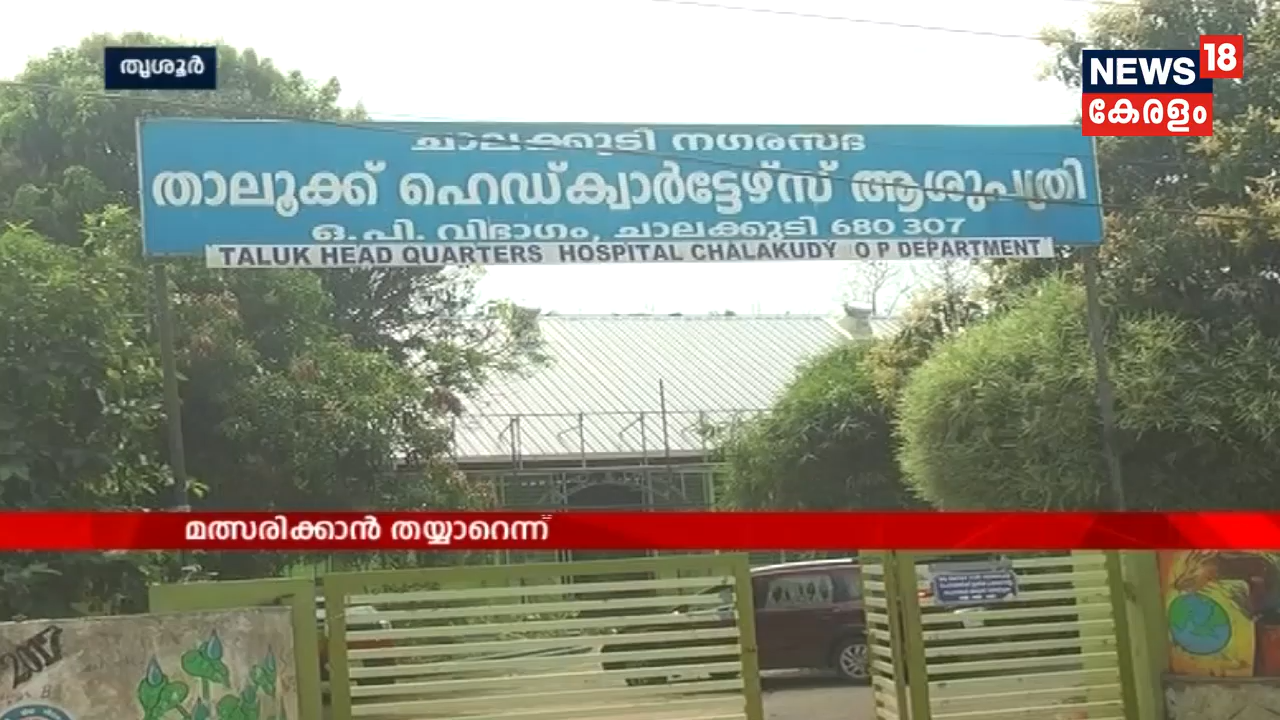 തൃശൂർ
NEWS 18
കേരളം
ചാലക്കുടി നഗരസഭ
താലൂക്ക് ഹെഡ്ക്വാർട്ടേഴ്സ് ആശുപത്രി
ഒ.പി. വിഭാഗം, ചാലക്കുടി 680 307
TALUK HEAD QUARTERS HOSPITAL CHALAKUDY O P DEPARTMENT
മത്സരിക്കാൻ തയ്യാറെന്ന്
2017